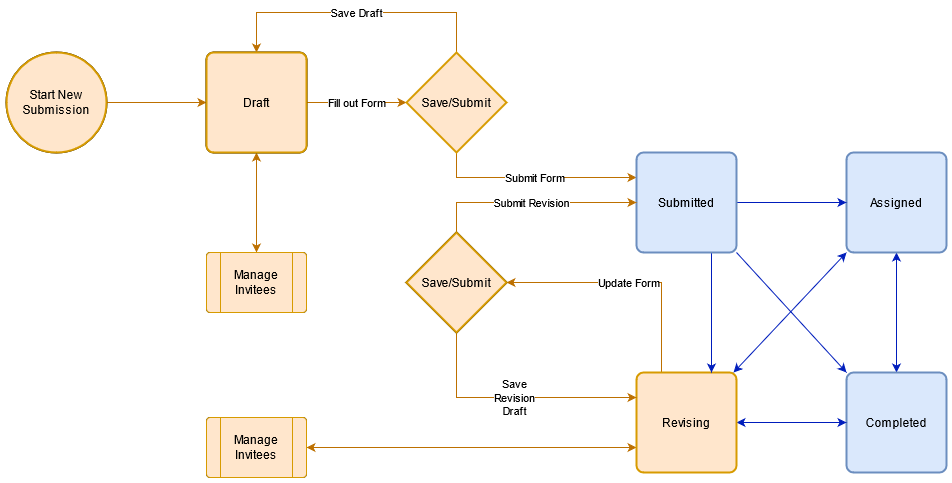 Save Draft
Start New
Submission
Draft
Fill out Form
Save/Submit
Submit Form
Submit Revision
Submitted
Assigned
Manage
Invitees
Save/Submit
Update Form
Save
Revision
Draft
Revising
Completed
Manage
Invitees